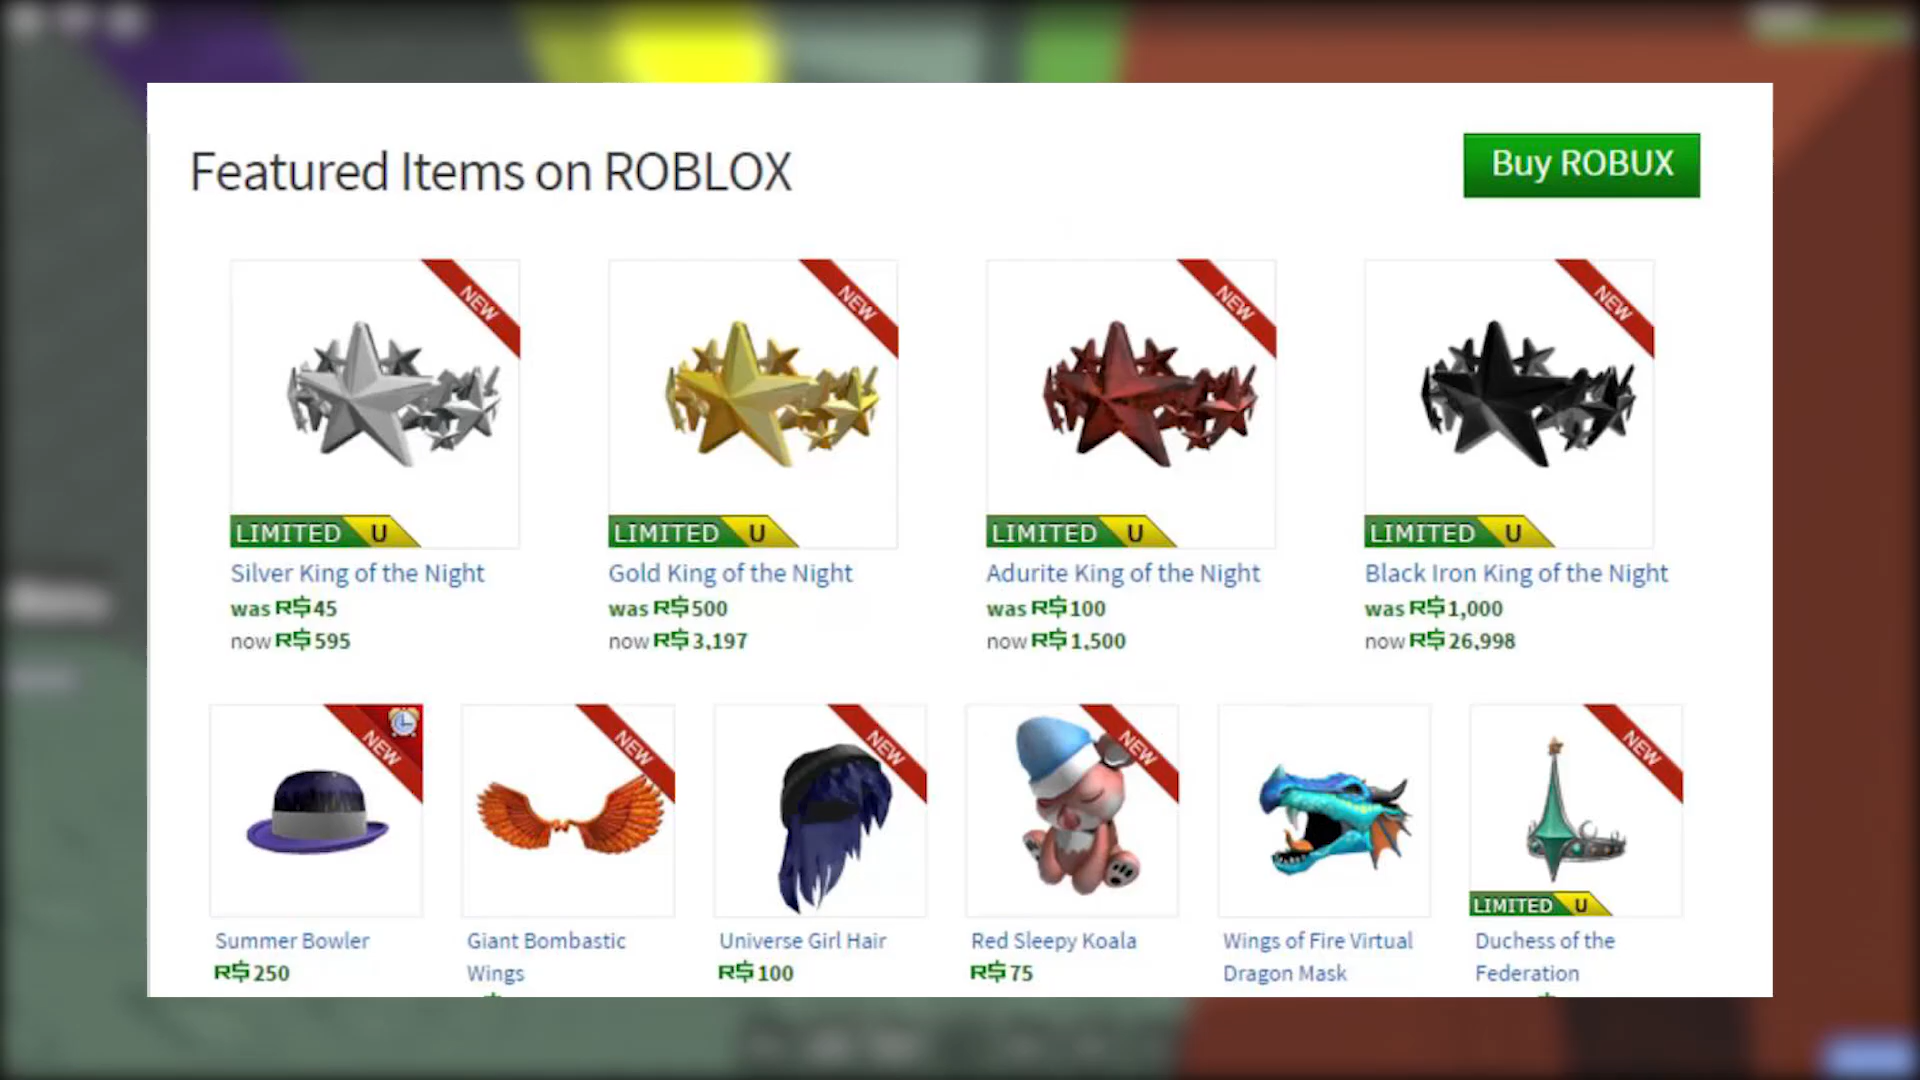 Featured Items on ROBLOX
Buy ROBUX
NEW
NEW
NEW
NEW
LIMITED U
LIMITED U
LIMITED U
LIMITED U
Silver King of the Night
was R$ 45
now R$ 595
Gold King of the Night
was R$ 500
now R$ 3,197
Adurite King of the Night
was R$ 100
now R$ 1,500
Black Iron King of the Night
was R$ 1,000
now R$ 26,998
NEW
NEW
NEW
NEW
NEW
LIMITED U
Summer Bowler
R$ 250
Giant Bombastic
Wings
Universe Girl Hair
R$ 100
Red Sleepy Koala
R$ 75
Wings of Fire Virtual
Dragon Mask
Duchess of the
Federation